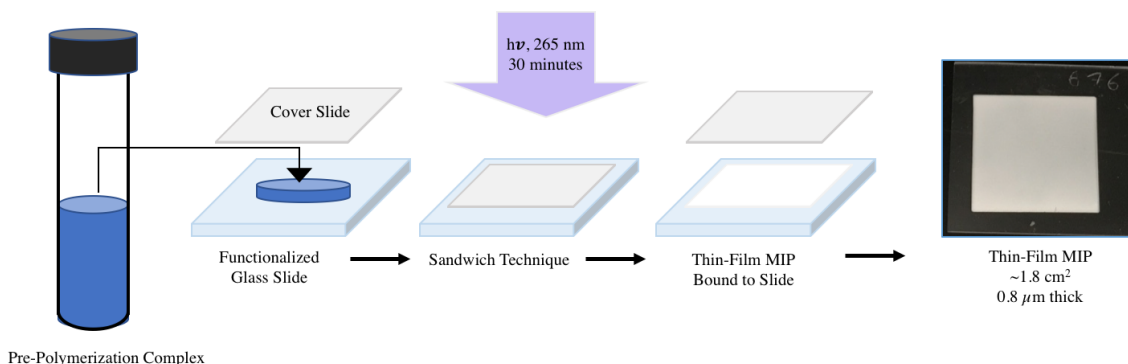 h𝝂, 265 nm
30 minutes
Cover Slide
Functionalized
Glass Slide
Sandwich Technique
Thin-Film MIP
Bound to Slide
Thin-Film MIP
~1.8 cm²
0.8 µm thick
Pre-Polymerization Complex